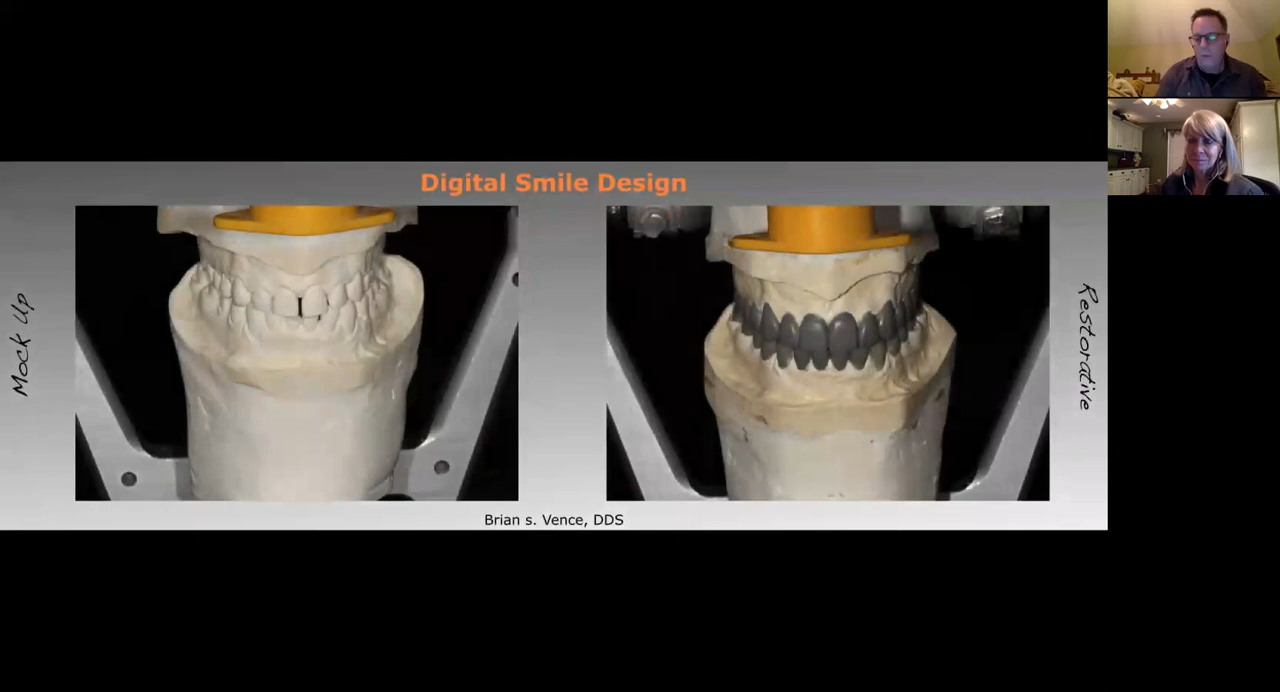 Digital Smile Design
Mock Up
Restorative
Brian s. Vence, DDS